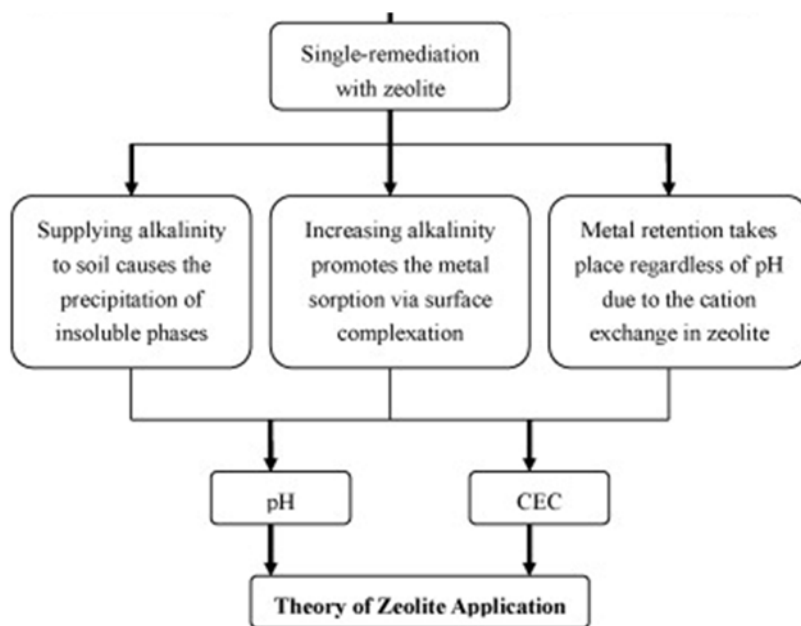 Single-remediation
with zeolite
Supplying alkalinity
to soil causes the
precipitation of
insoluble phases
Increasing alkalinity
promotes the metal
sorption via surface
complexation
Metal retention takes
place regardless of pH
due to the cation
exchange in zeolite
pH
CEC
Theory of Zeolite Application